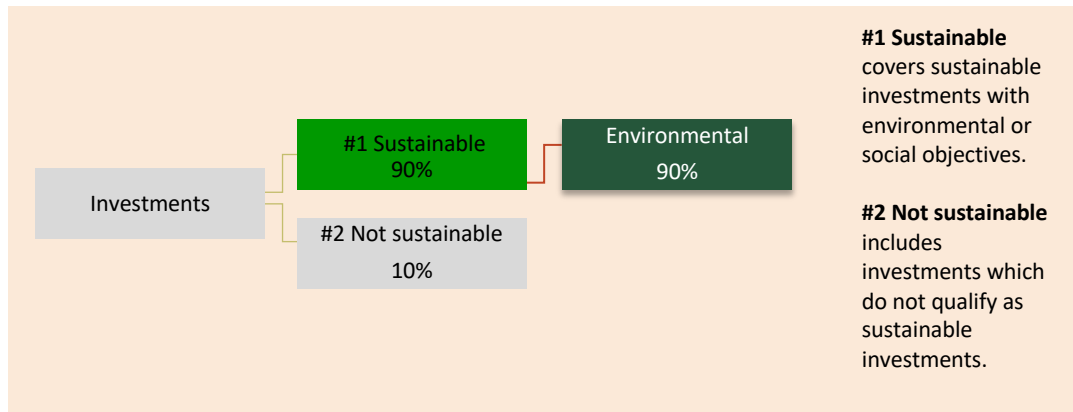 Investments
#1 Sustainable
90%
Environmental
90%
#2 Not sustainable
10%
#1 Sustainable
covers sustainable
investments with
environmental or
social objectives.
#2 Not sustainable
includes
investments which
do not qualify as
sustainable
investments.